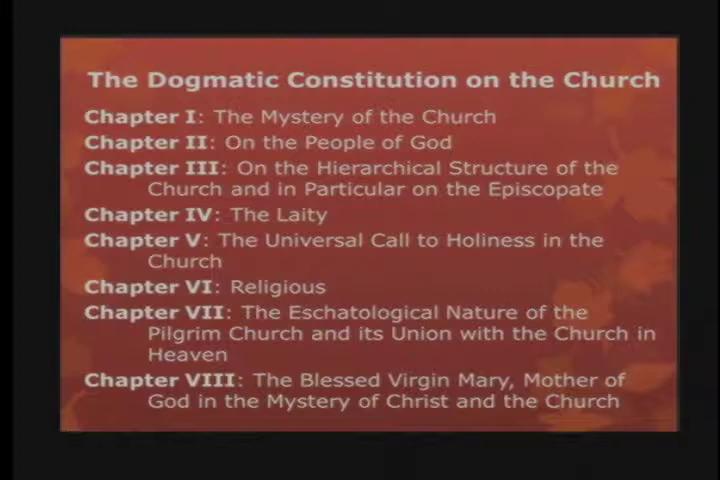 The Dogmatic Constitution on the Church
Chapter I: The Mystery of the Church
Chapter II: On the People of God
Chapter III: On the Hierarchical Structure of the
Church and in Particular on the Episcopate
Chapter IV: The Laity
Chapter V: The Universal Call to Holiness in the
Church
Chapter VI: Religious
Chapter VII: The Eschatological Nature of the
Pilgrim Church and its Union with the Church in
Heaven
Chapter VIII: The Blessed Virgin Mary, Mother of
God in the Mystery of Christ and the Church